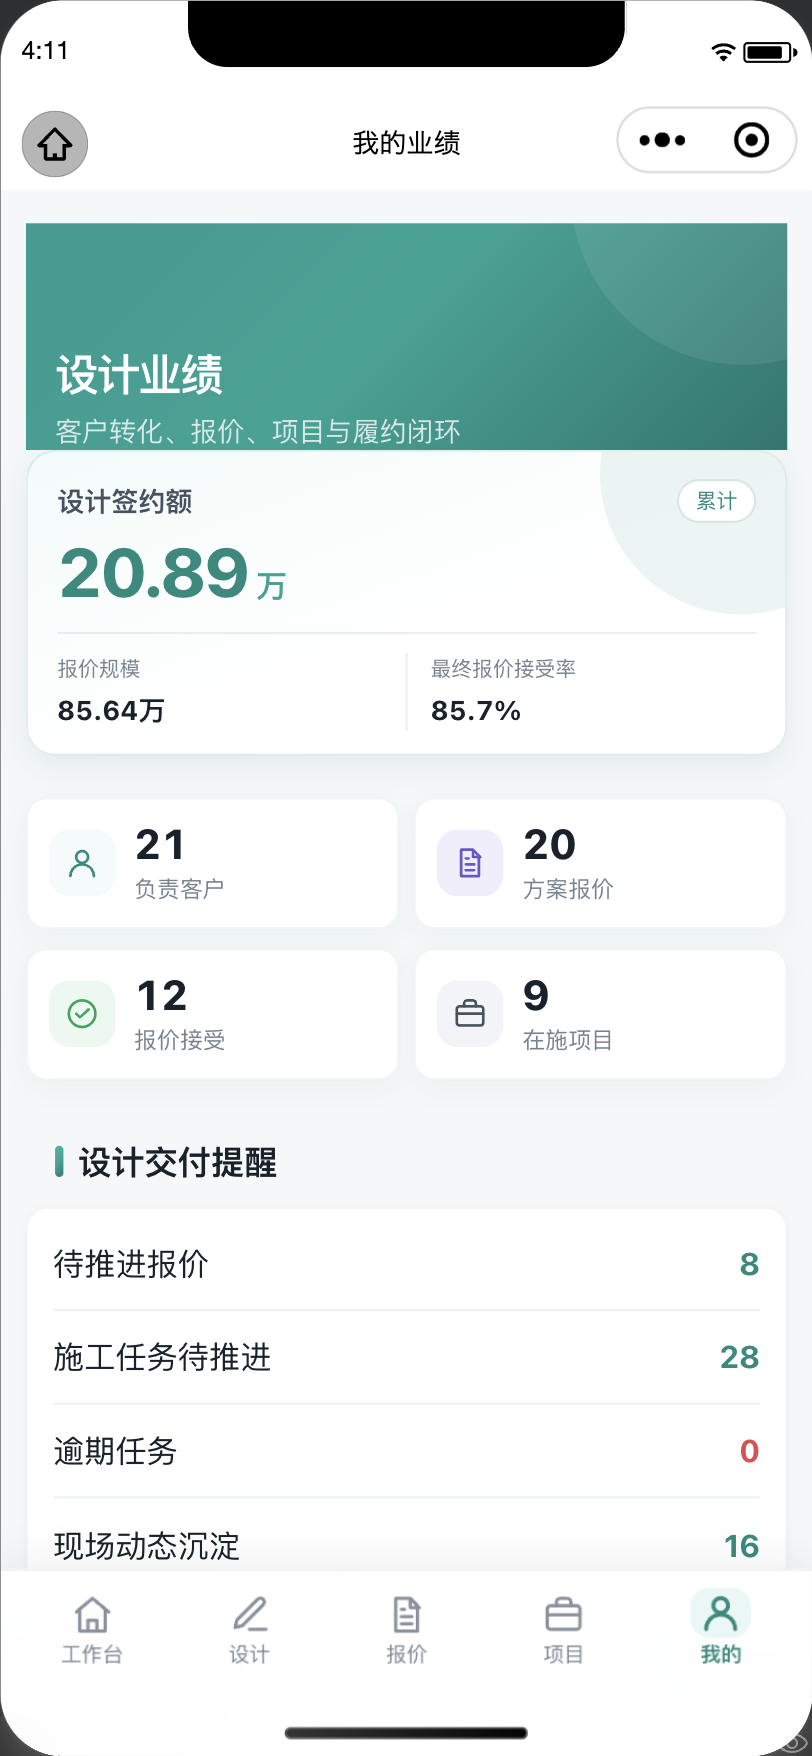 4:11
我的业绩
设计业绩
客户转化、报价、项目与履约闭环
设计签约额
累计
20.89 万
报价规模
最终报价接受率
85.64万
85.7%
21
负责客户
20
方案报价
12
报价接受
9
在施项目
设计交付提醒
待推进报价 8
施工任务待推进 28
逾期任务 0
现场动态沉淀 16
工作台
设计
报价
项目
我的